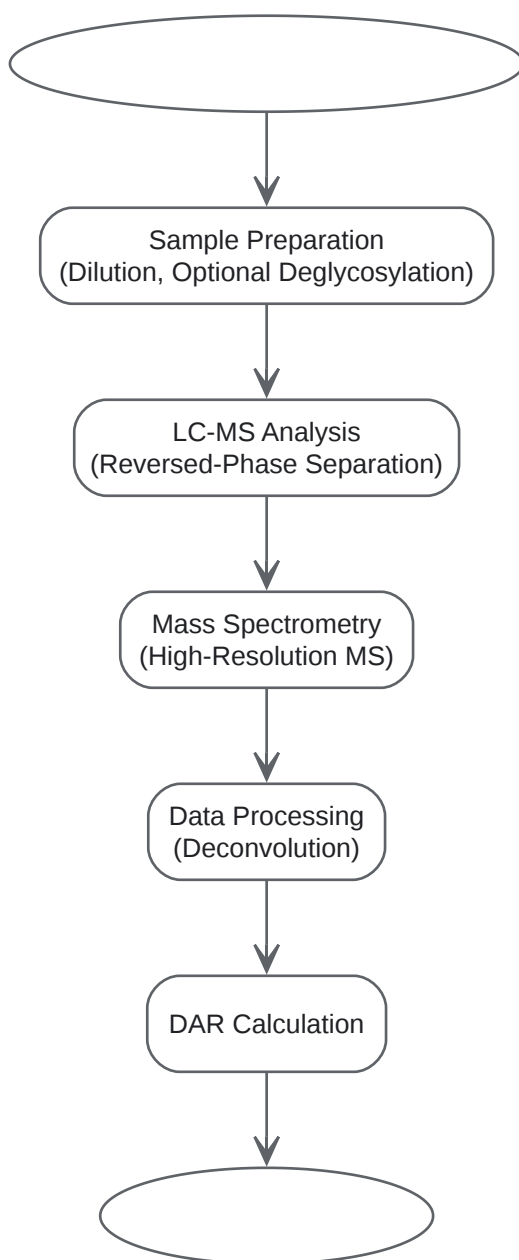 Sample Preparation
(Dilution, Optional Deglycosylation)
LC-MS Analysis
(Reversed-Phase Separation)
Mass Spectrometry
(High-Resolution MS)
Data Processing
(Deconvolution)
DAR Calculation